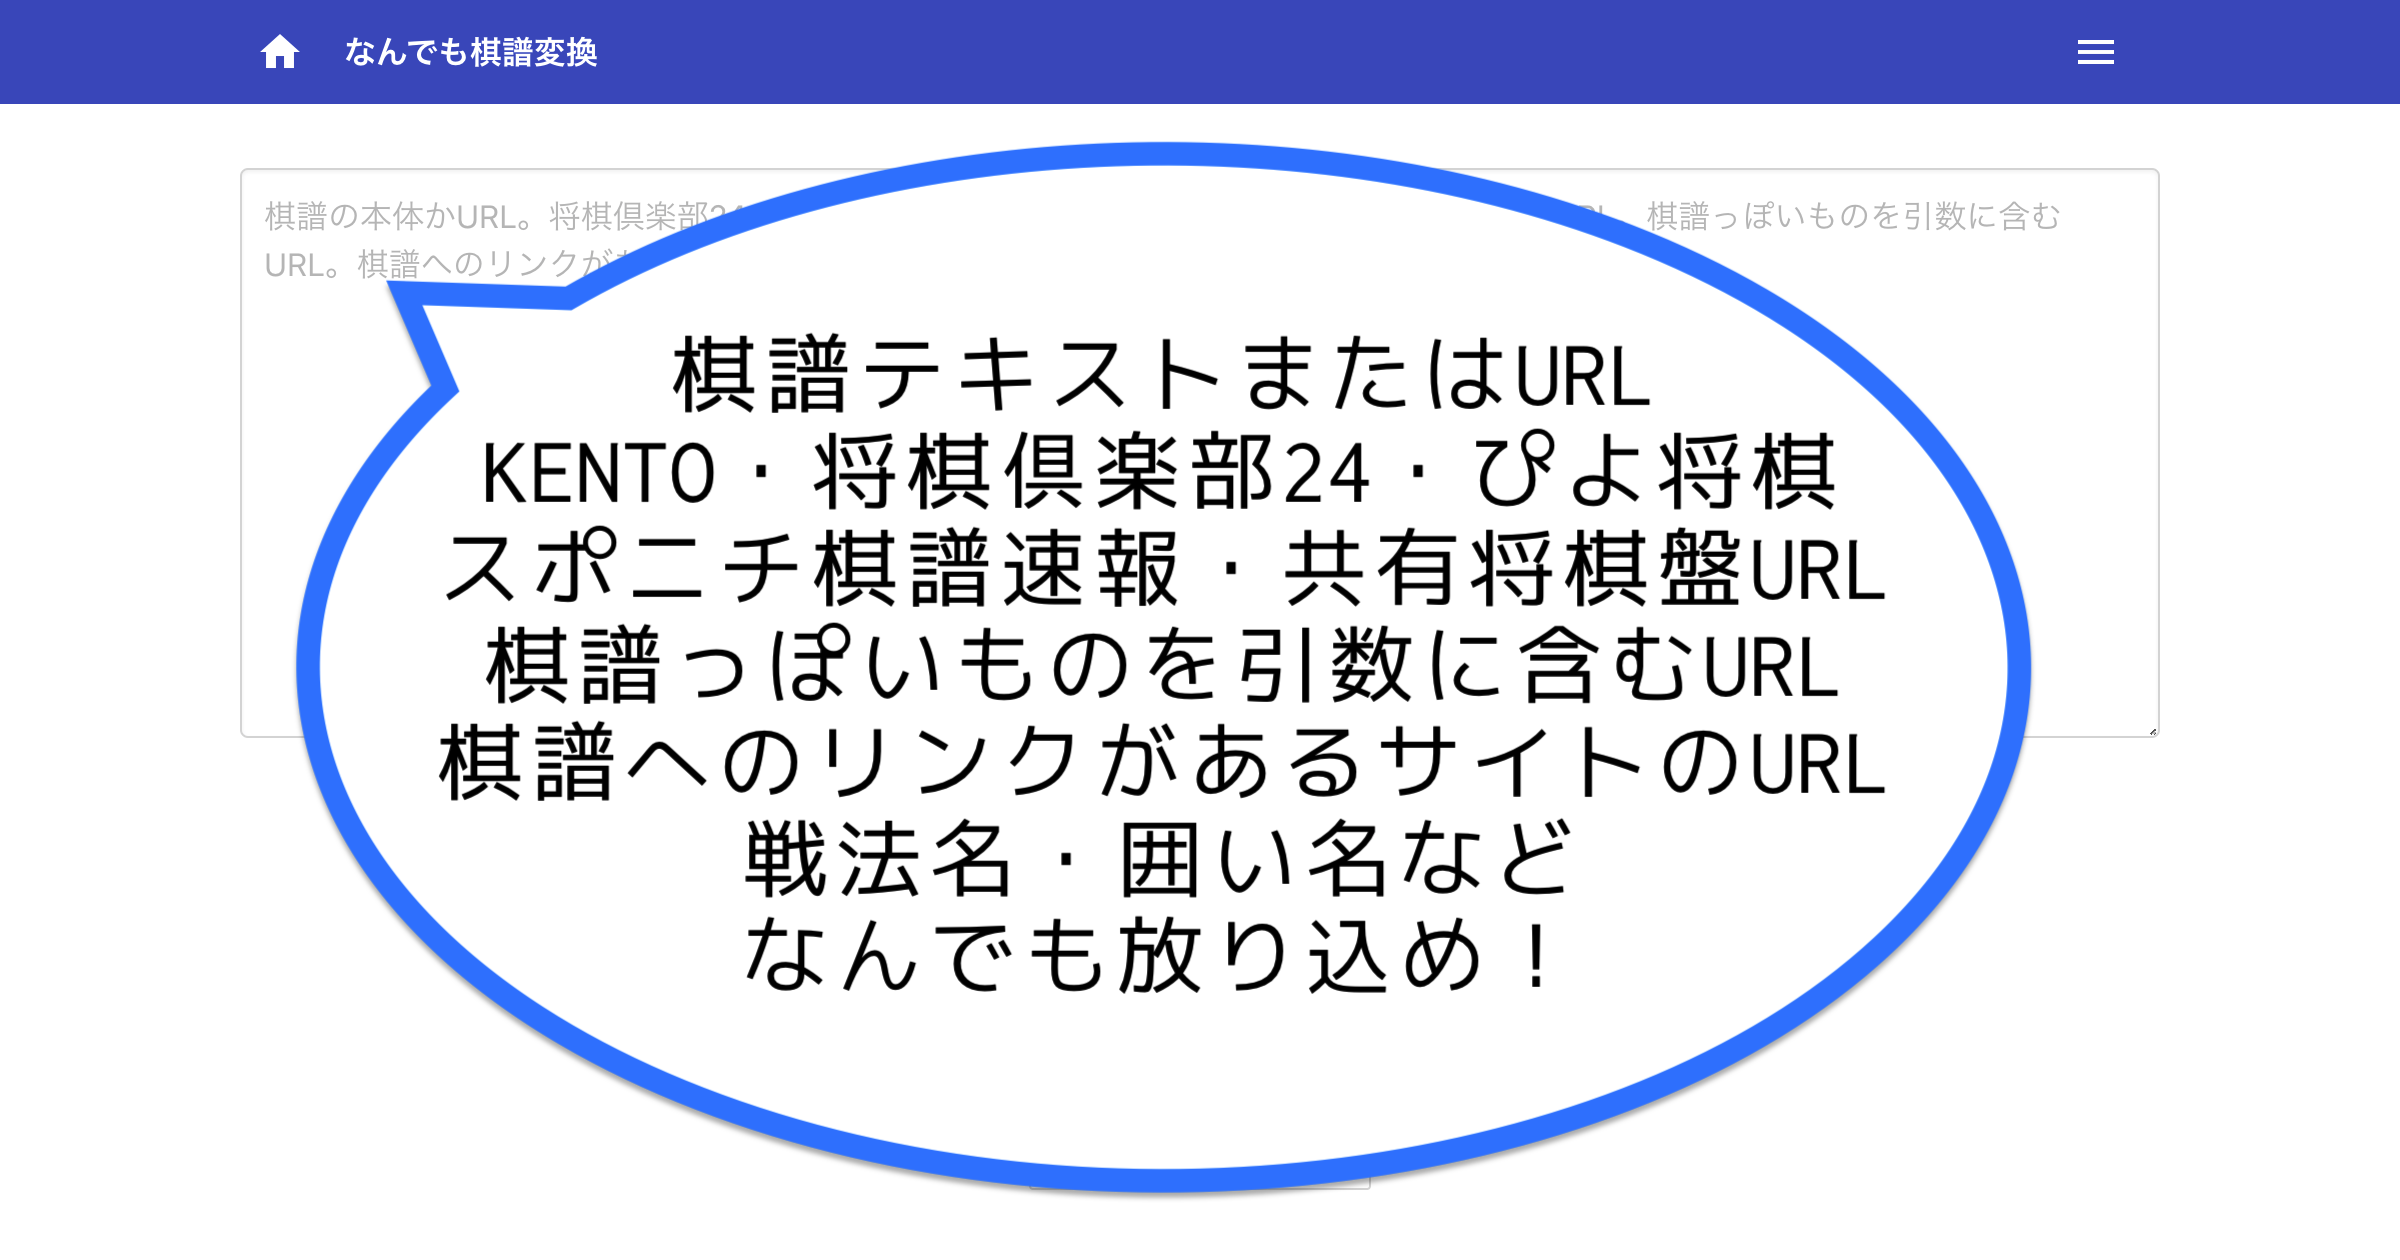 なんでも棋譜変換
棋譜の本体かURL。将棋倶楽部
棋譜っぽいものを引数に含む
URL。棋譜へのリンクが
棋譜テキストまたはURL
KENTO・将棋倶楽部24・ぴよ将棋
スポニチ棋譜速報・共有将棋盤URL
棋譜っぽいものを引数に含むURL
棋譜へのリンクがあるサイトのURL
戦法名・囲い名など
なんでも放り込め！